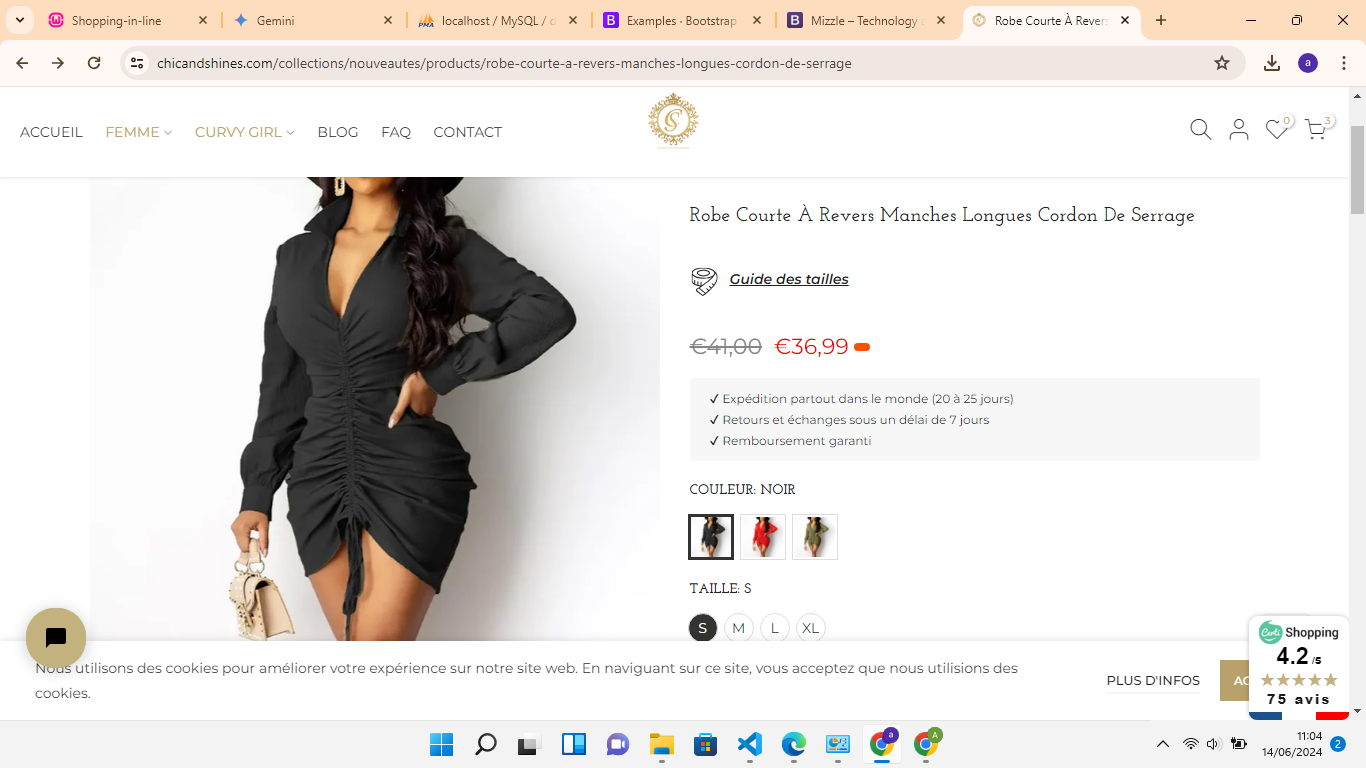 Shopping-in-line
Gemini
localhost / MySQL / d
Examples · Bootstrap
Mizzle – Technology
Robe Courte À Revers
chicandshines.com/collections/nouveautes/products/robe-courte-a-revers-manches-longues-cordon-de-serrage
a
ACCUEIL
FEMME
CURVY GIRL
BLOG
FAQ
CONTACT
0
3
Robe Courte À Revers Manches Longues Cordon De Serrage
Guide des tailles
€41,00 €36,99
✓ Expédition partout dans le monde (20 à 25 jours)
✓ Retours et échanges sous un délai de 7 jours
✓ Remboursement garanti
COULEUR: NOIR
TAILLE: S
S M L XL
Nous utilisons des cookies pour améliorer votre expérience sur notre site web. En naviguant sur ce site, vous acceptez que nous utilisions des
cookies.
PLUS D'INFOS
Certi Shopping
4.2 /5
75 avis
a
A
11:04
14/06/2024
2